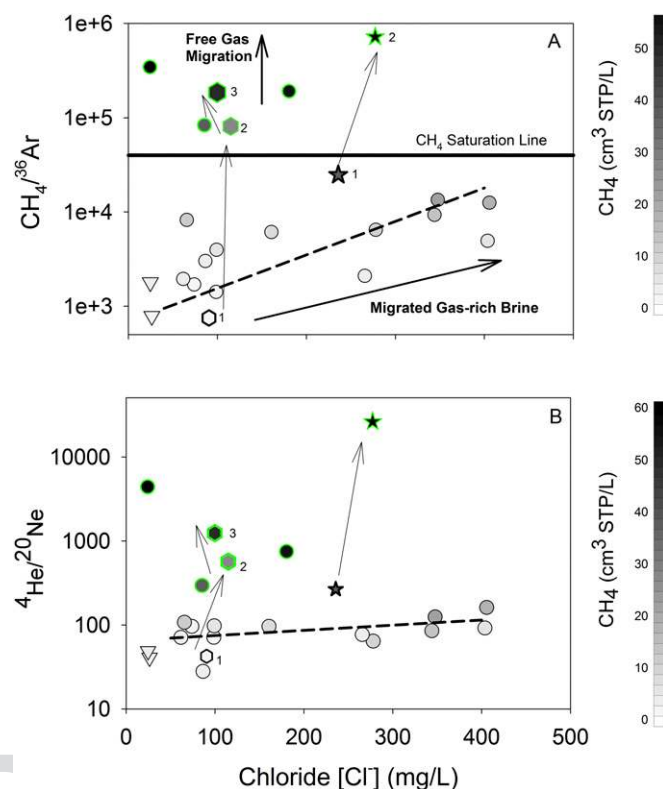 A
1e+6
1e+5
1e+4
1e+3
CH₄/³⁶Ar
Free Gas
Migration
3
2
2
1
1
CH₄ Saturation Line
Migrated Gas-rich Brine
50
40
30
20
10
0
CH₄ (cm³ STP/L)
B
10000
1000
100
10
⁴He/²⁰Ne
2
3
2
1
1
0
100
200
300
400
500
Chloride [Cl⁻] (mg/L)
60
50
40
30
20
10
0
CH₄ (cm³ STP/L)